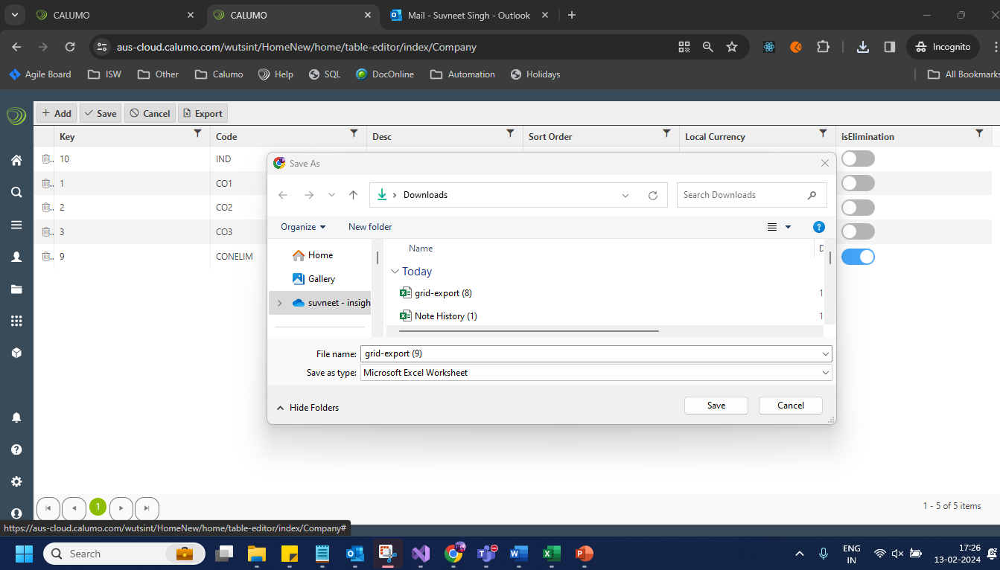 CALUMO
CALUMO
Mail - Suvneet Singh - Outlook
aus-cloud.calumo.com/wutsint/HomeNew/home/table-editor/index/Company
Incognito
Agile Board
ISW
Other
Calumo
Help
SQL
DocOnline
Automation
Holidays
All Bookmarks
Add
Save
Cancel
Export
Key
Code
Desc
Sort Order
Local Currency
isElimination
.. 10
IND
.. 1
CO1
.. 2
CO2
.. 3
CO3
.. 9
CONELIM
Save As
Downloads
Search Downloads
Organize
New folder
?
Home
Gallery
suvneet - insigh
Name
D
Today
grid-export (8)
1
Note History (1)
1
File name:
grid-export (9)
Save as type:
Microsoft Excel Worksheet
Hide Folders
Save
Cancel
1
1 - 5 of 5 items
https://aus-cloud.calumo.com/wutsint/HomeNew/home/table-editor/index/Company#
Search
ENG
IN
17:26
13-02-2024